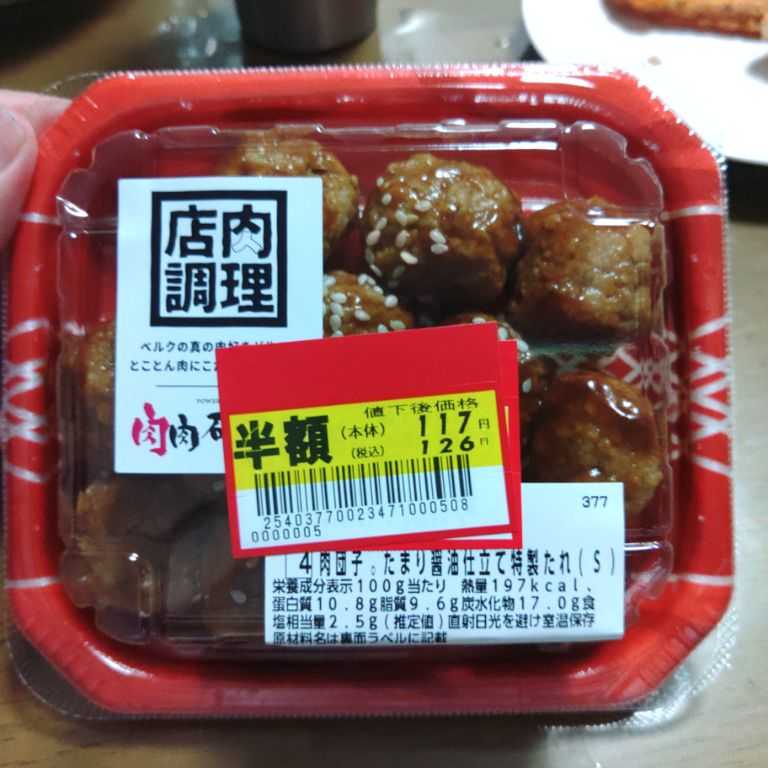 店内
調理
ベルクの真の肉好き
とことん肉にこ
肉肉
値下後価格
半額
(本体) 117円
(税込) 126円
25403770023471000508
0000005
377
4肉団子。たまり醤油仕立て特製たれ(S)
栄養成分表示100g当たり 熱量197kcal、
蛋白質10.8g脂質9.6g炭水化物17.0g食
塩相当量2.5g(推定値)直射日光を避け室温保存
原材料名は裏面ラベルに記載